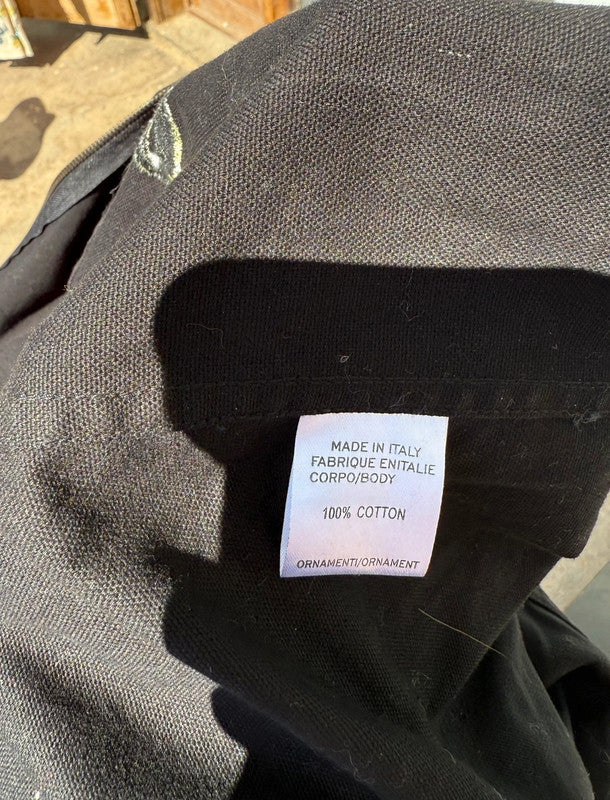 MADE IN ITALY
FABRIQUE ENITALIE
CORPO/BODY
100% COTTON
ORNAMENTI/ORNAMENT